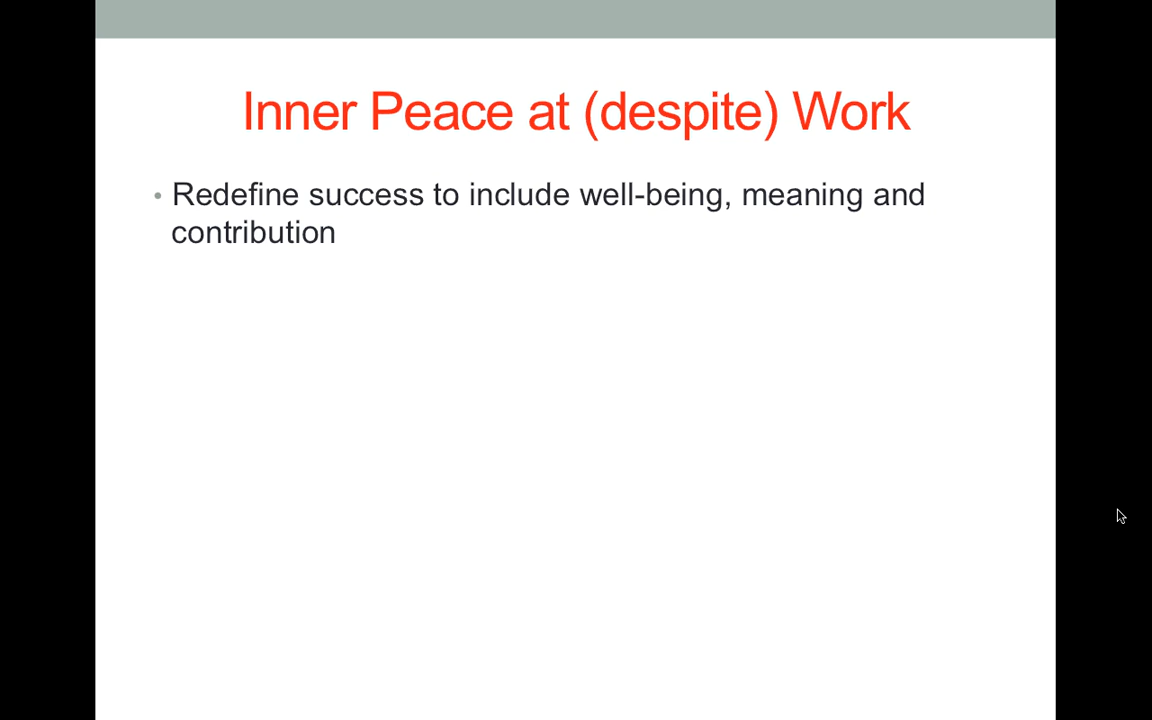 Inner Peace at (despite) Work
• Redefine success to include well-being, meaning and
contribution